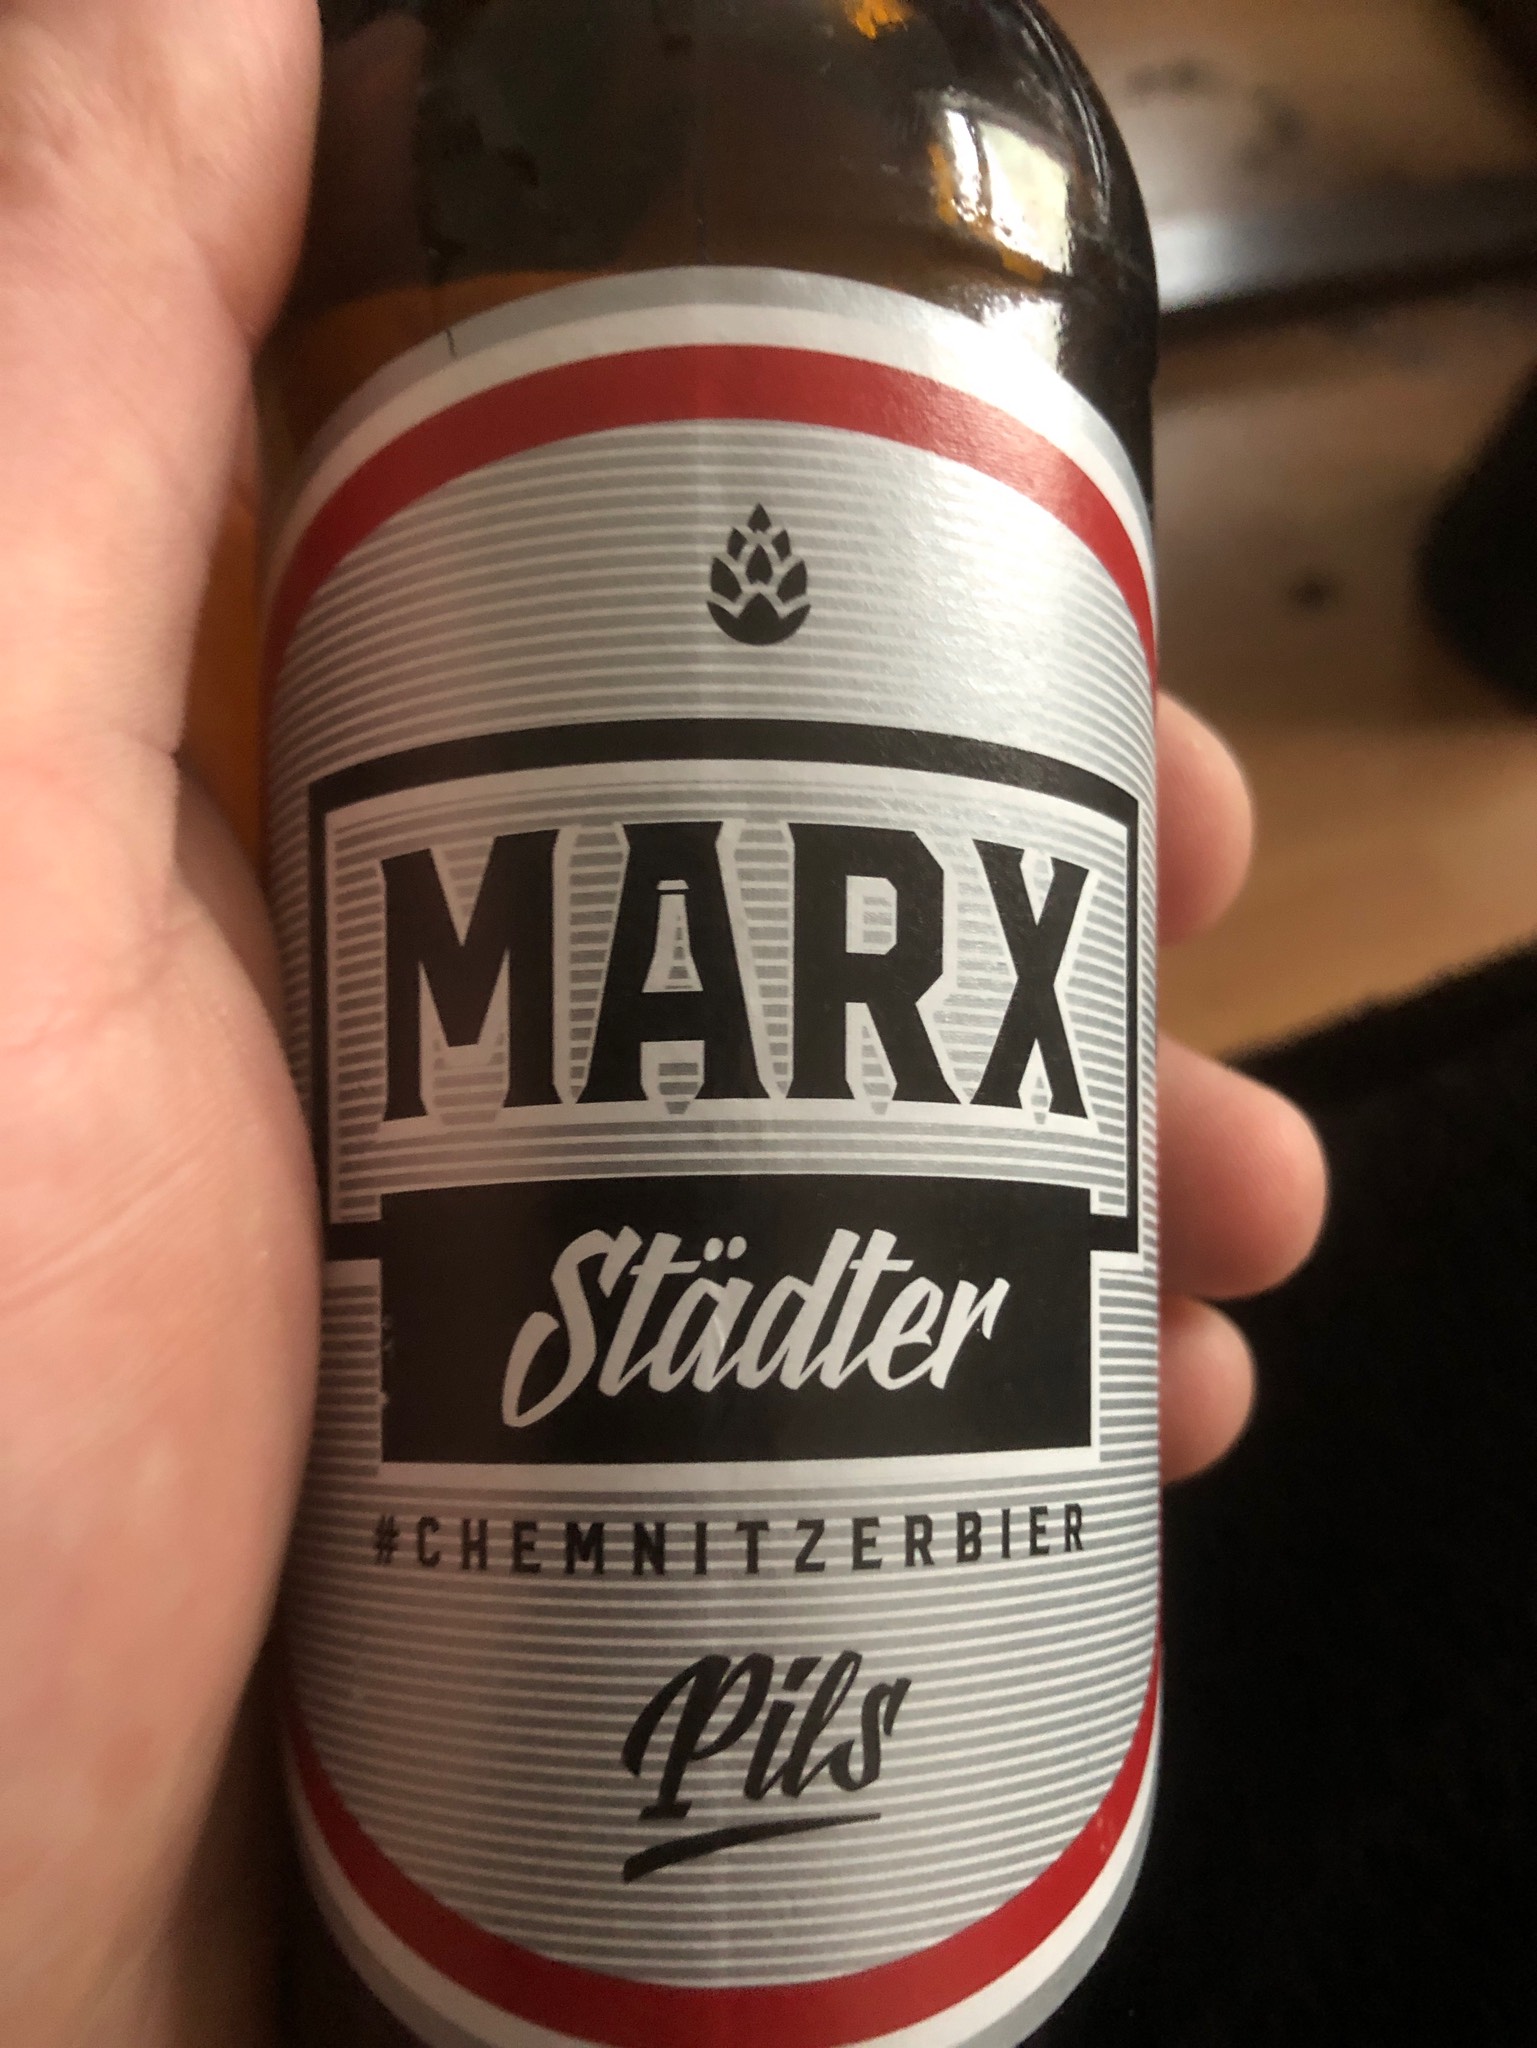 MARX
Städter
#CHEMNITZERBIER
Pils